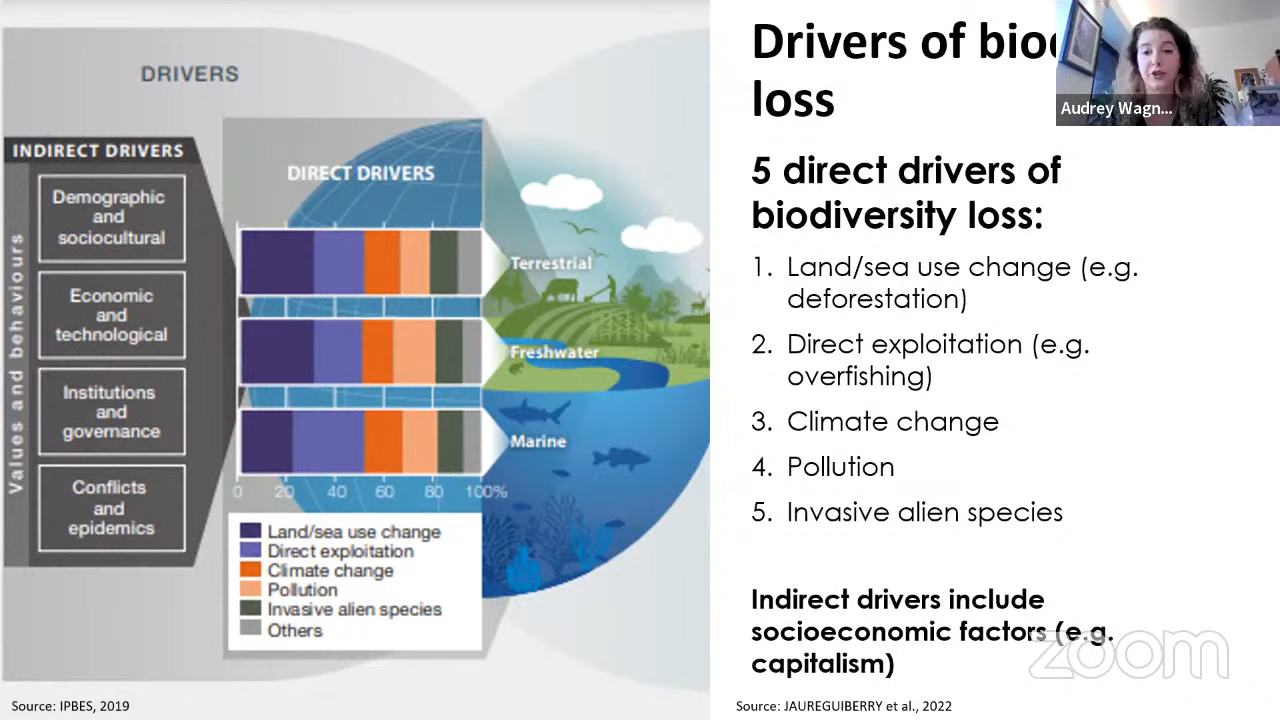 DRIVERS
INDIRECT DRIVERS
Values and behaviours
Demographic
and
sociocultural
Economic
and
technological
Institutions
and
governance
Conflicts
and
epidemics
DIRECT DRIVERS
Terrestrial
Freshwater
Marine
0 20 40 60 80 100%
Land/sea use change
Direct exploitation
Climate change
Pollution
Invasive alien species
Others
Source: IPBES, 2019
Drivers of
loss
5 direct drivers of
biodiversity loss:
1. Land/sea use change (e.g.
deforestation)
2. Direct exploitation (e.g.
overfishing)
3. Climate change
4. Pollution
5. Invasive alien species
Indirect drivers include
socioeconomic factors (e.g.
capitalism)
Source: JAUREGUIBERRY et al., 2022
Audrey Wagn...
zoom